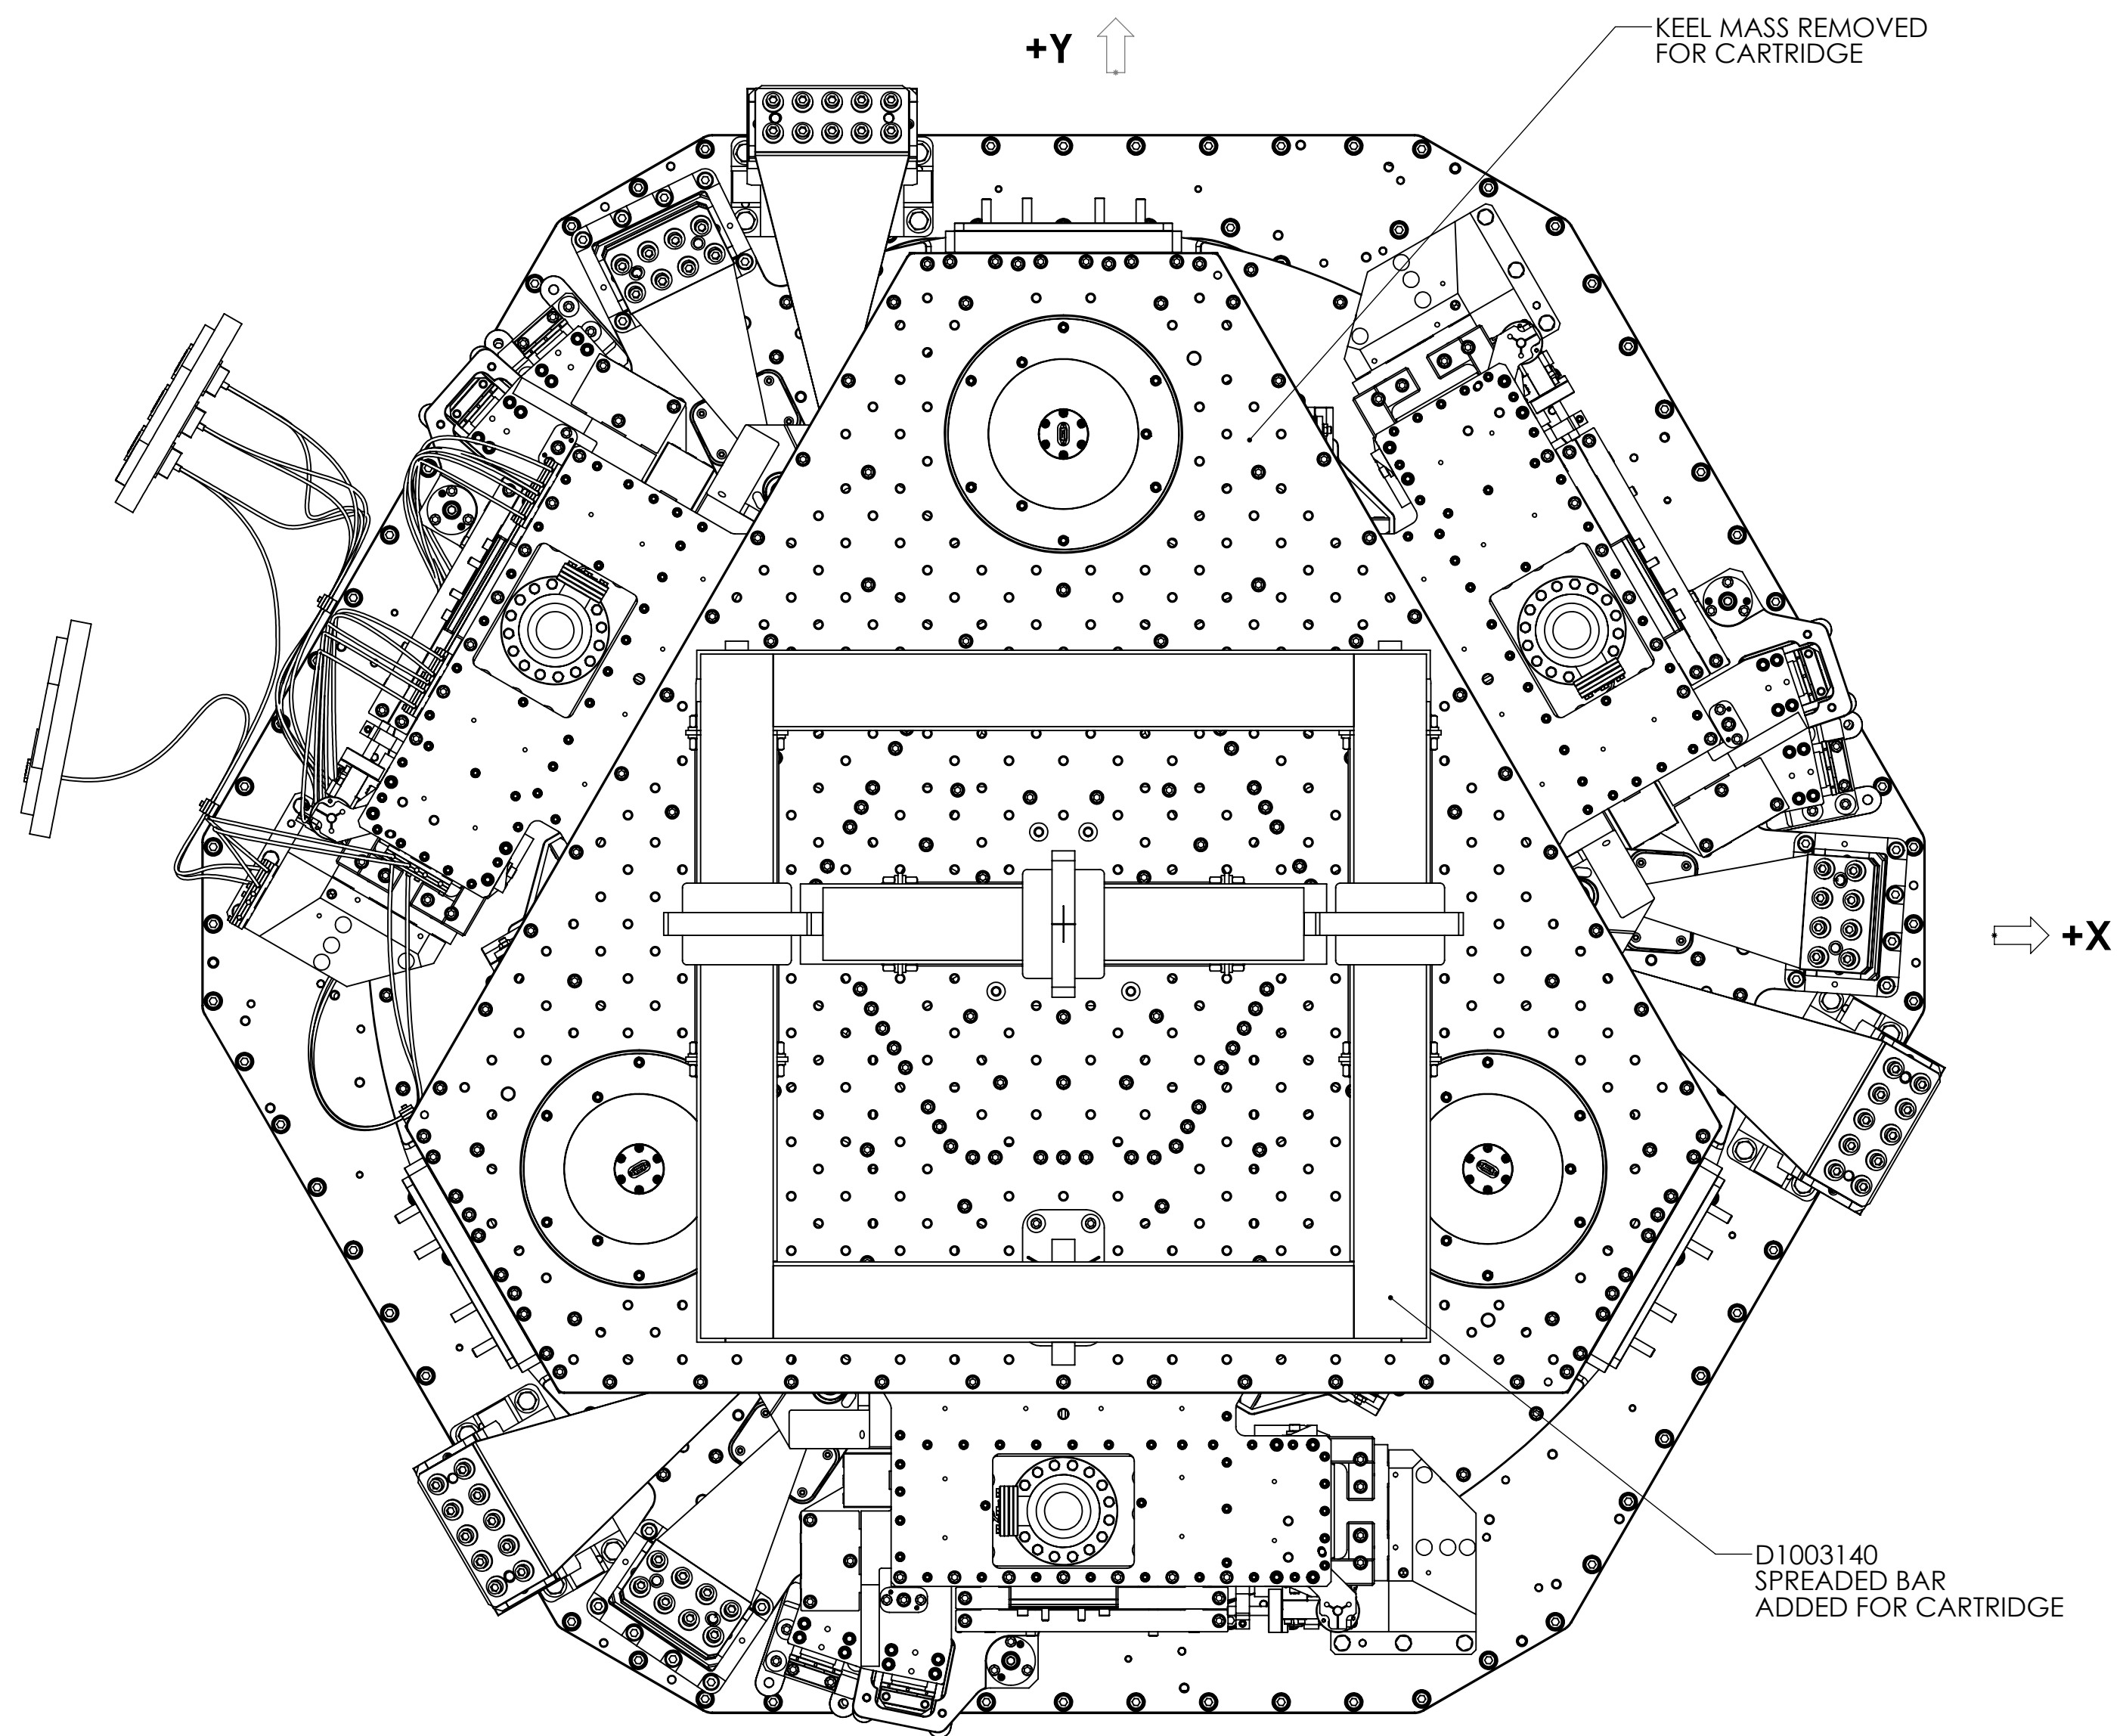 KEEL MASS REMOVED
FOR CARTRIDGE
+Y
+X
D1003140
SPREADED BAR
ADDED FOR CARTRIDGE